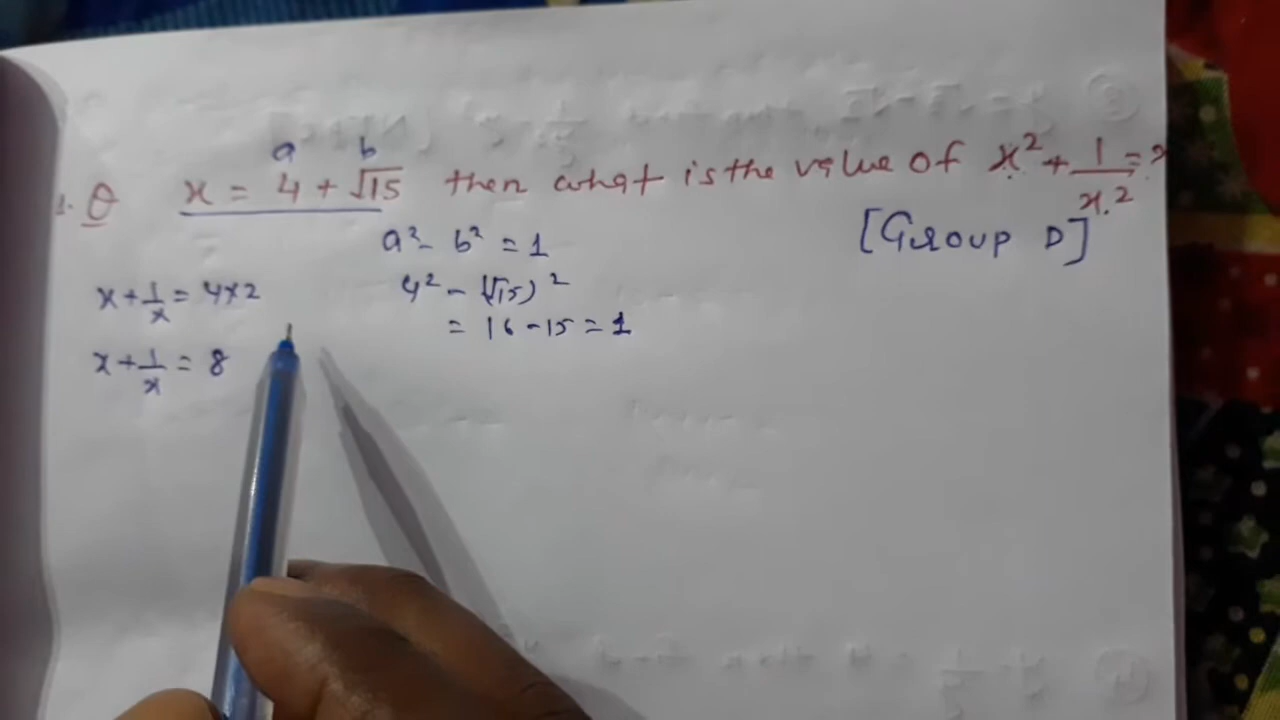 a b
1. Q x = 4 + √15 then what is the value of x² + 1/x² = ?
[Group D]
a² - b² = 1
x + 1/x = 4×2
4² - (√15)²
= 16 - 15 = 1
x + 1/x = 8